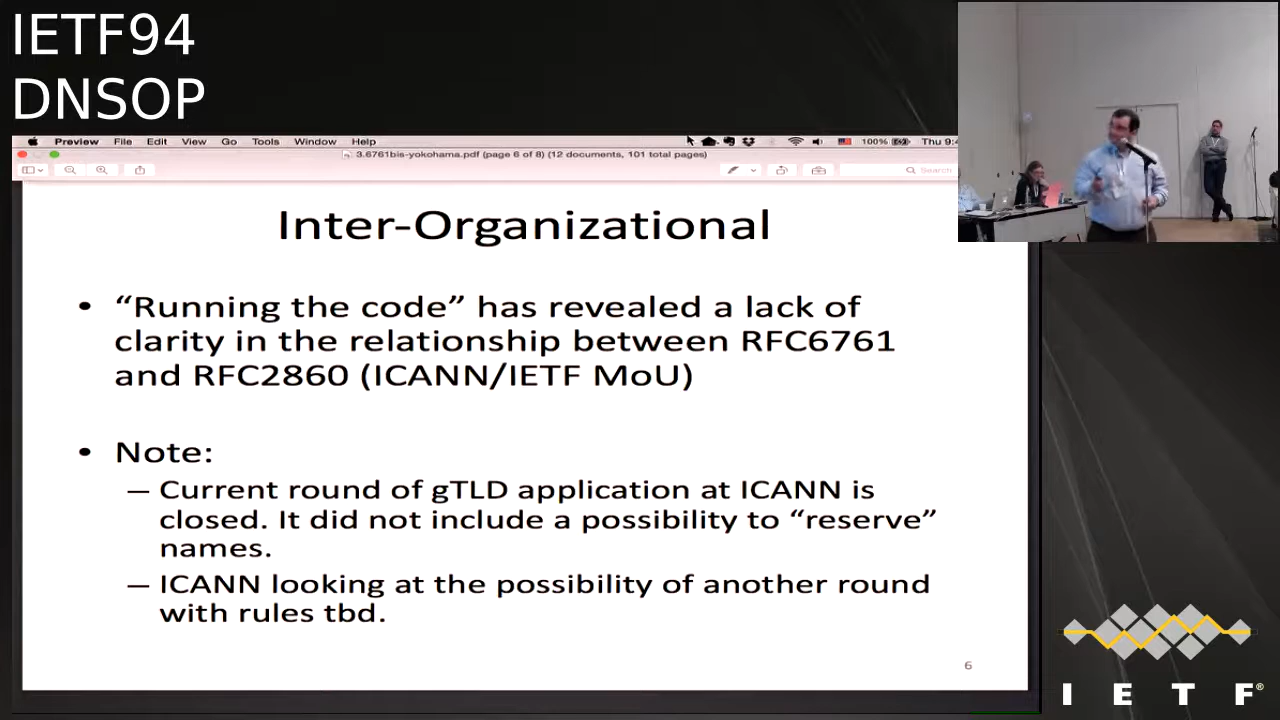 IETF94
DNSOP
Preview File Edit View Go Tools Window Help 100% Thu 9:
3.6761bis-yokohama.pdf (page 6 of 8) (12 documents, 101 total pages)
Search
Inter-Organizational
• “Running the code” has revealed a lack of
clarity in the relationship between RFC6761
and RFC2860 (ICANN/IETF MoU)
• Note:
— Current round of gTLD application at ICANN is
closed. It did not include a possibility to “reserve”
names.
— ICANN looking at the possibility of another round
with rules tbd.
6
I E T F®